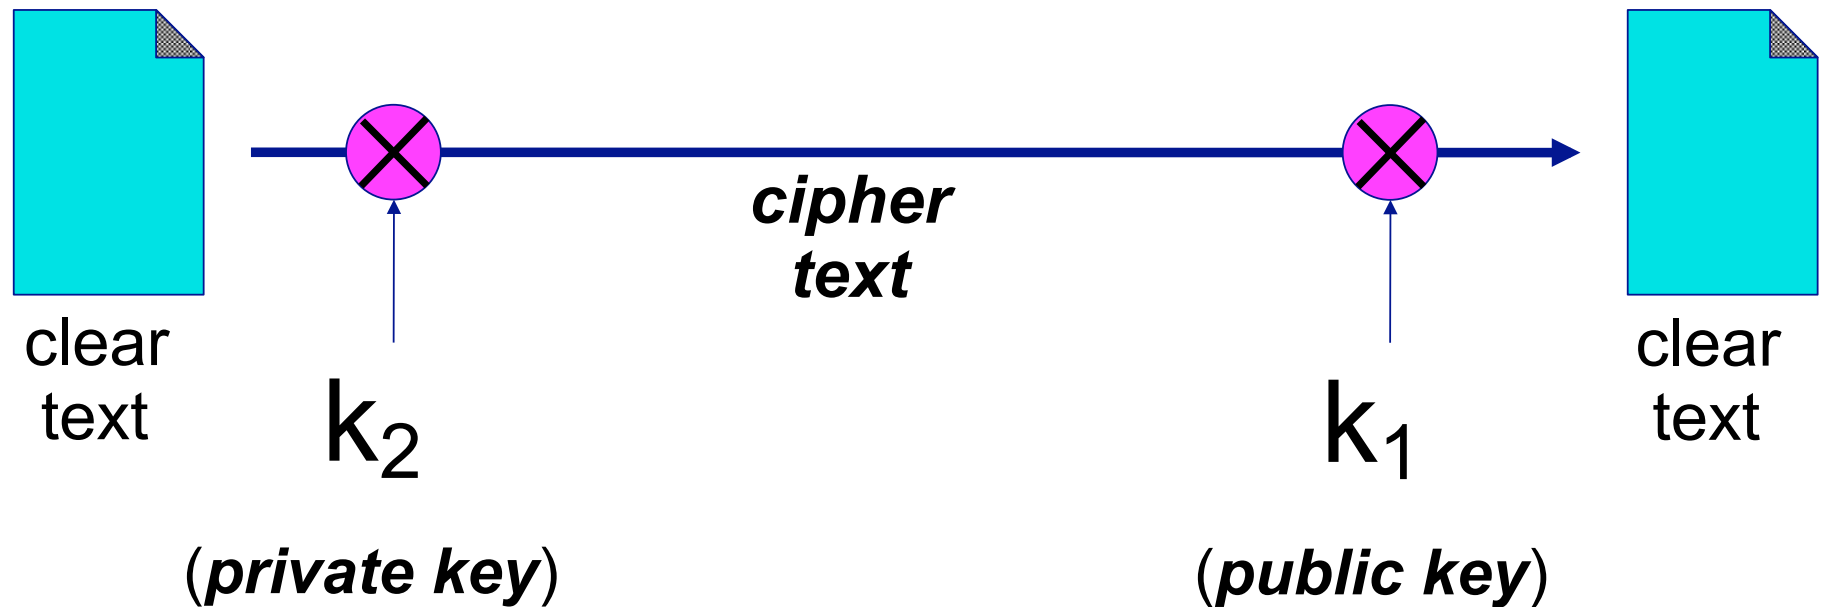 cipher
text
clear
text
clear
text
k₂
k₁
(private key)
(public key)